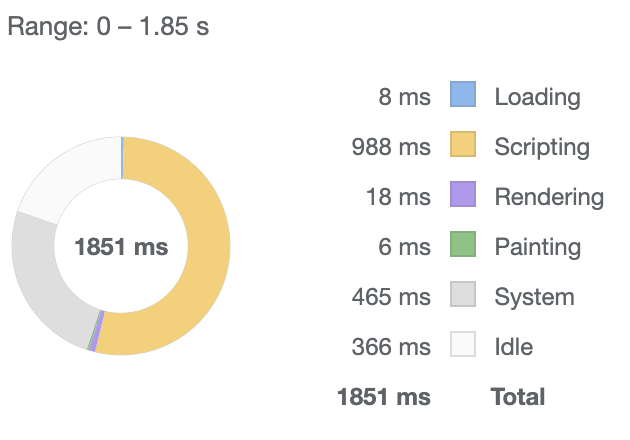 Range: 0 – 1.85 s
8 ms Loading
988 ms Scripting
18 ms Rendering
1851 ms
6 ms Painting
465 ms System
366 ms Idle
1851 ms Total